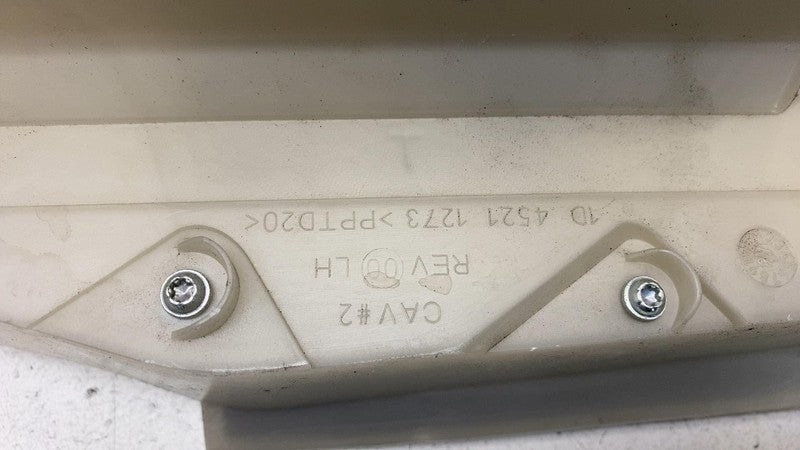 CAV #2
REV 00 LH
1D 4521 1273 >PPTD20<